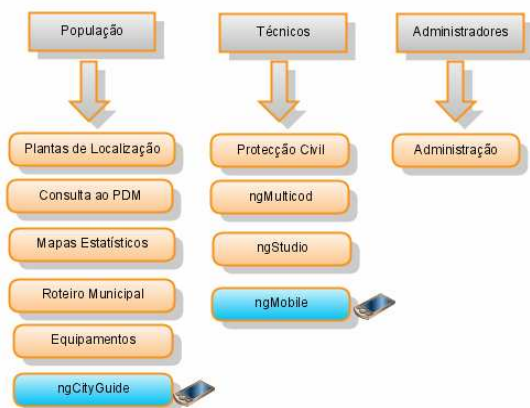 População
Técnicos
Administradores
Plantas de Localização
Consulta ao PDM
Mapas Estatísticos
Roteiro Municipal
Equipamentos
ngCityGuide
Protecção Civil
ngMulticod
ngStudio
ngMobile
Administração